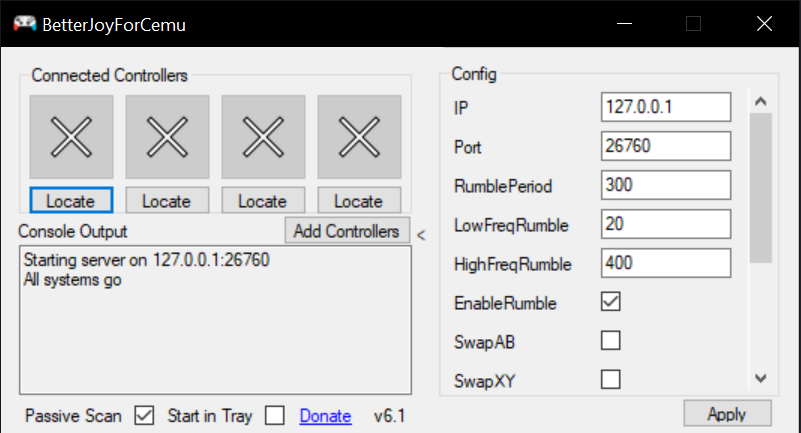 BetterJoyForCemu
Connected Controllers
Locate Locate Locate Locate
Console Output
Add Controllers
<
Starting server on 127.0.0.1:26760
All systems go
Passive Scan
Start in Tray
Donate
v6.1
Config
IP 127.0.0.1
Port 26760
RumblePeriod 300
LowFreqRumble 20
HighFreqRumble 400
EnableRumble
SwapAB
SwapXY
Apply